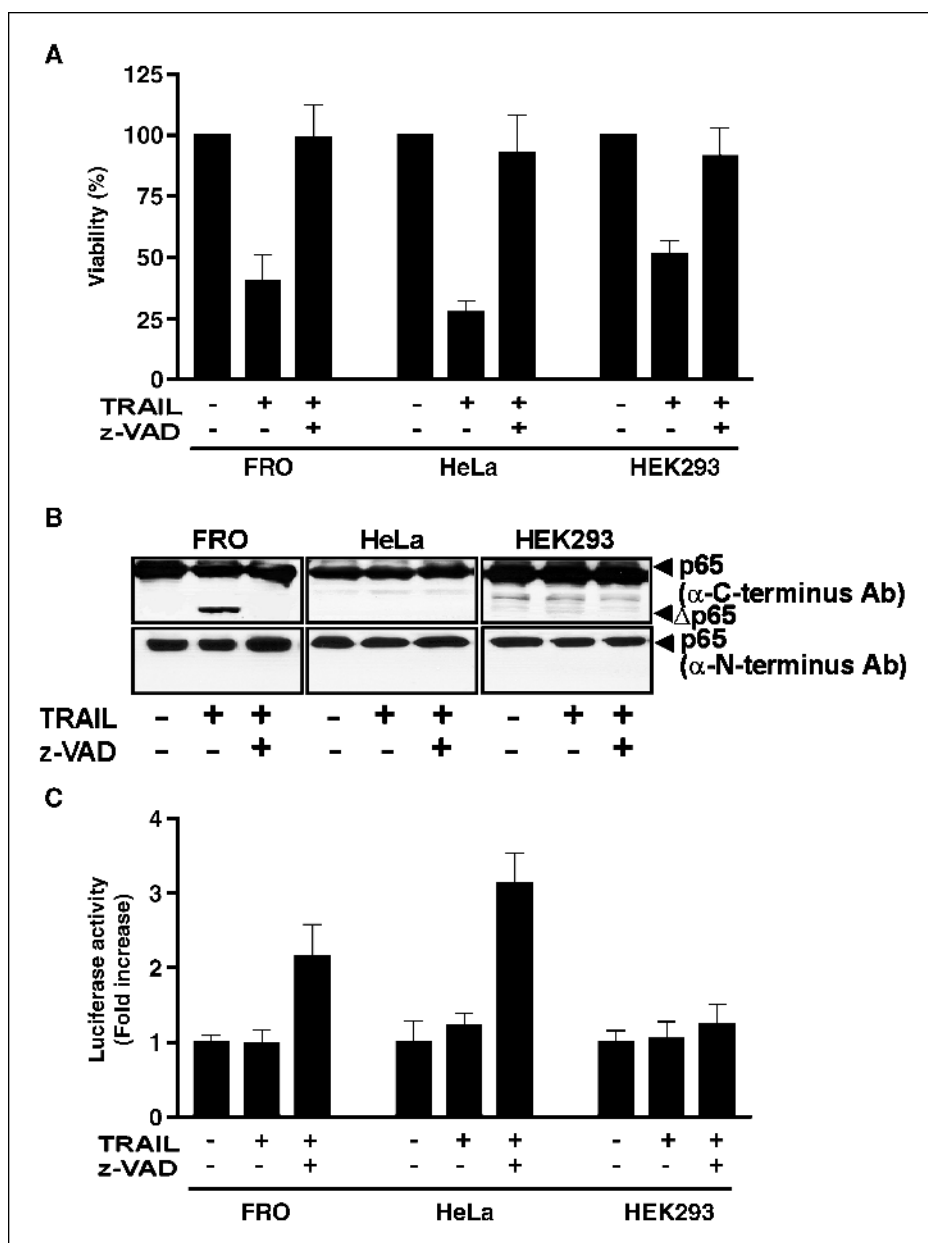 A
125
100
75
50
25
0
Viability (%)
TRAIL - + + - + + - + +
z-VAD - - + - - + - - +
FRO HeLa HEK293
B
FRO HeLa HEK293
p65
(α-C-terminus Ab)
Δp65
p65
(α-N-terminus Ab)
TRAIL - + + - + + - + +
z-VAD - - + - - + - - +
C
4
3
2
1
0
Luciferase activity
(Fold increase)
TRAIL - + + - + + - + +
z-VAD - - + - - + - - +
FRO HeLa HEK293